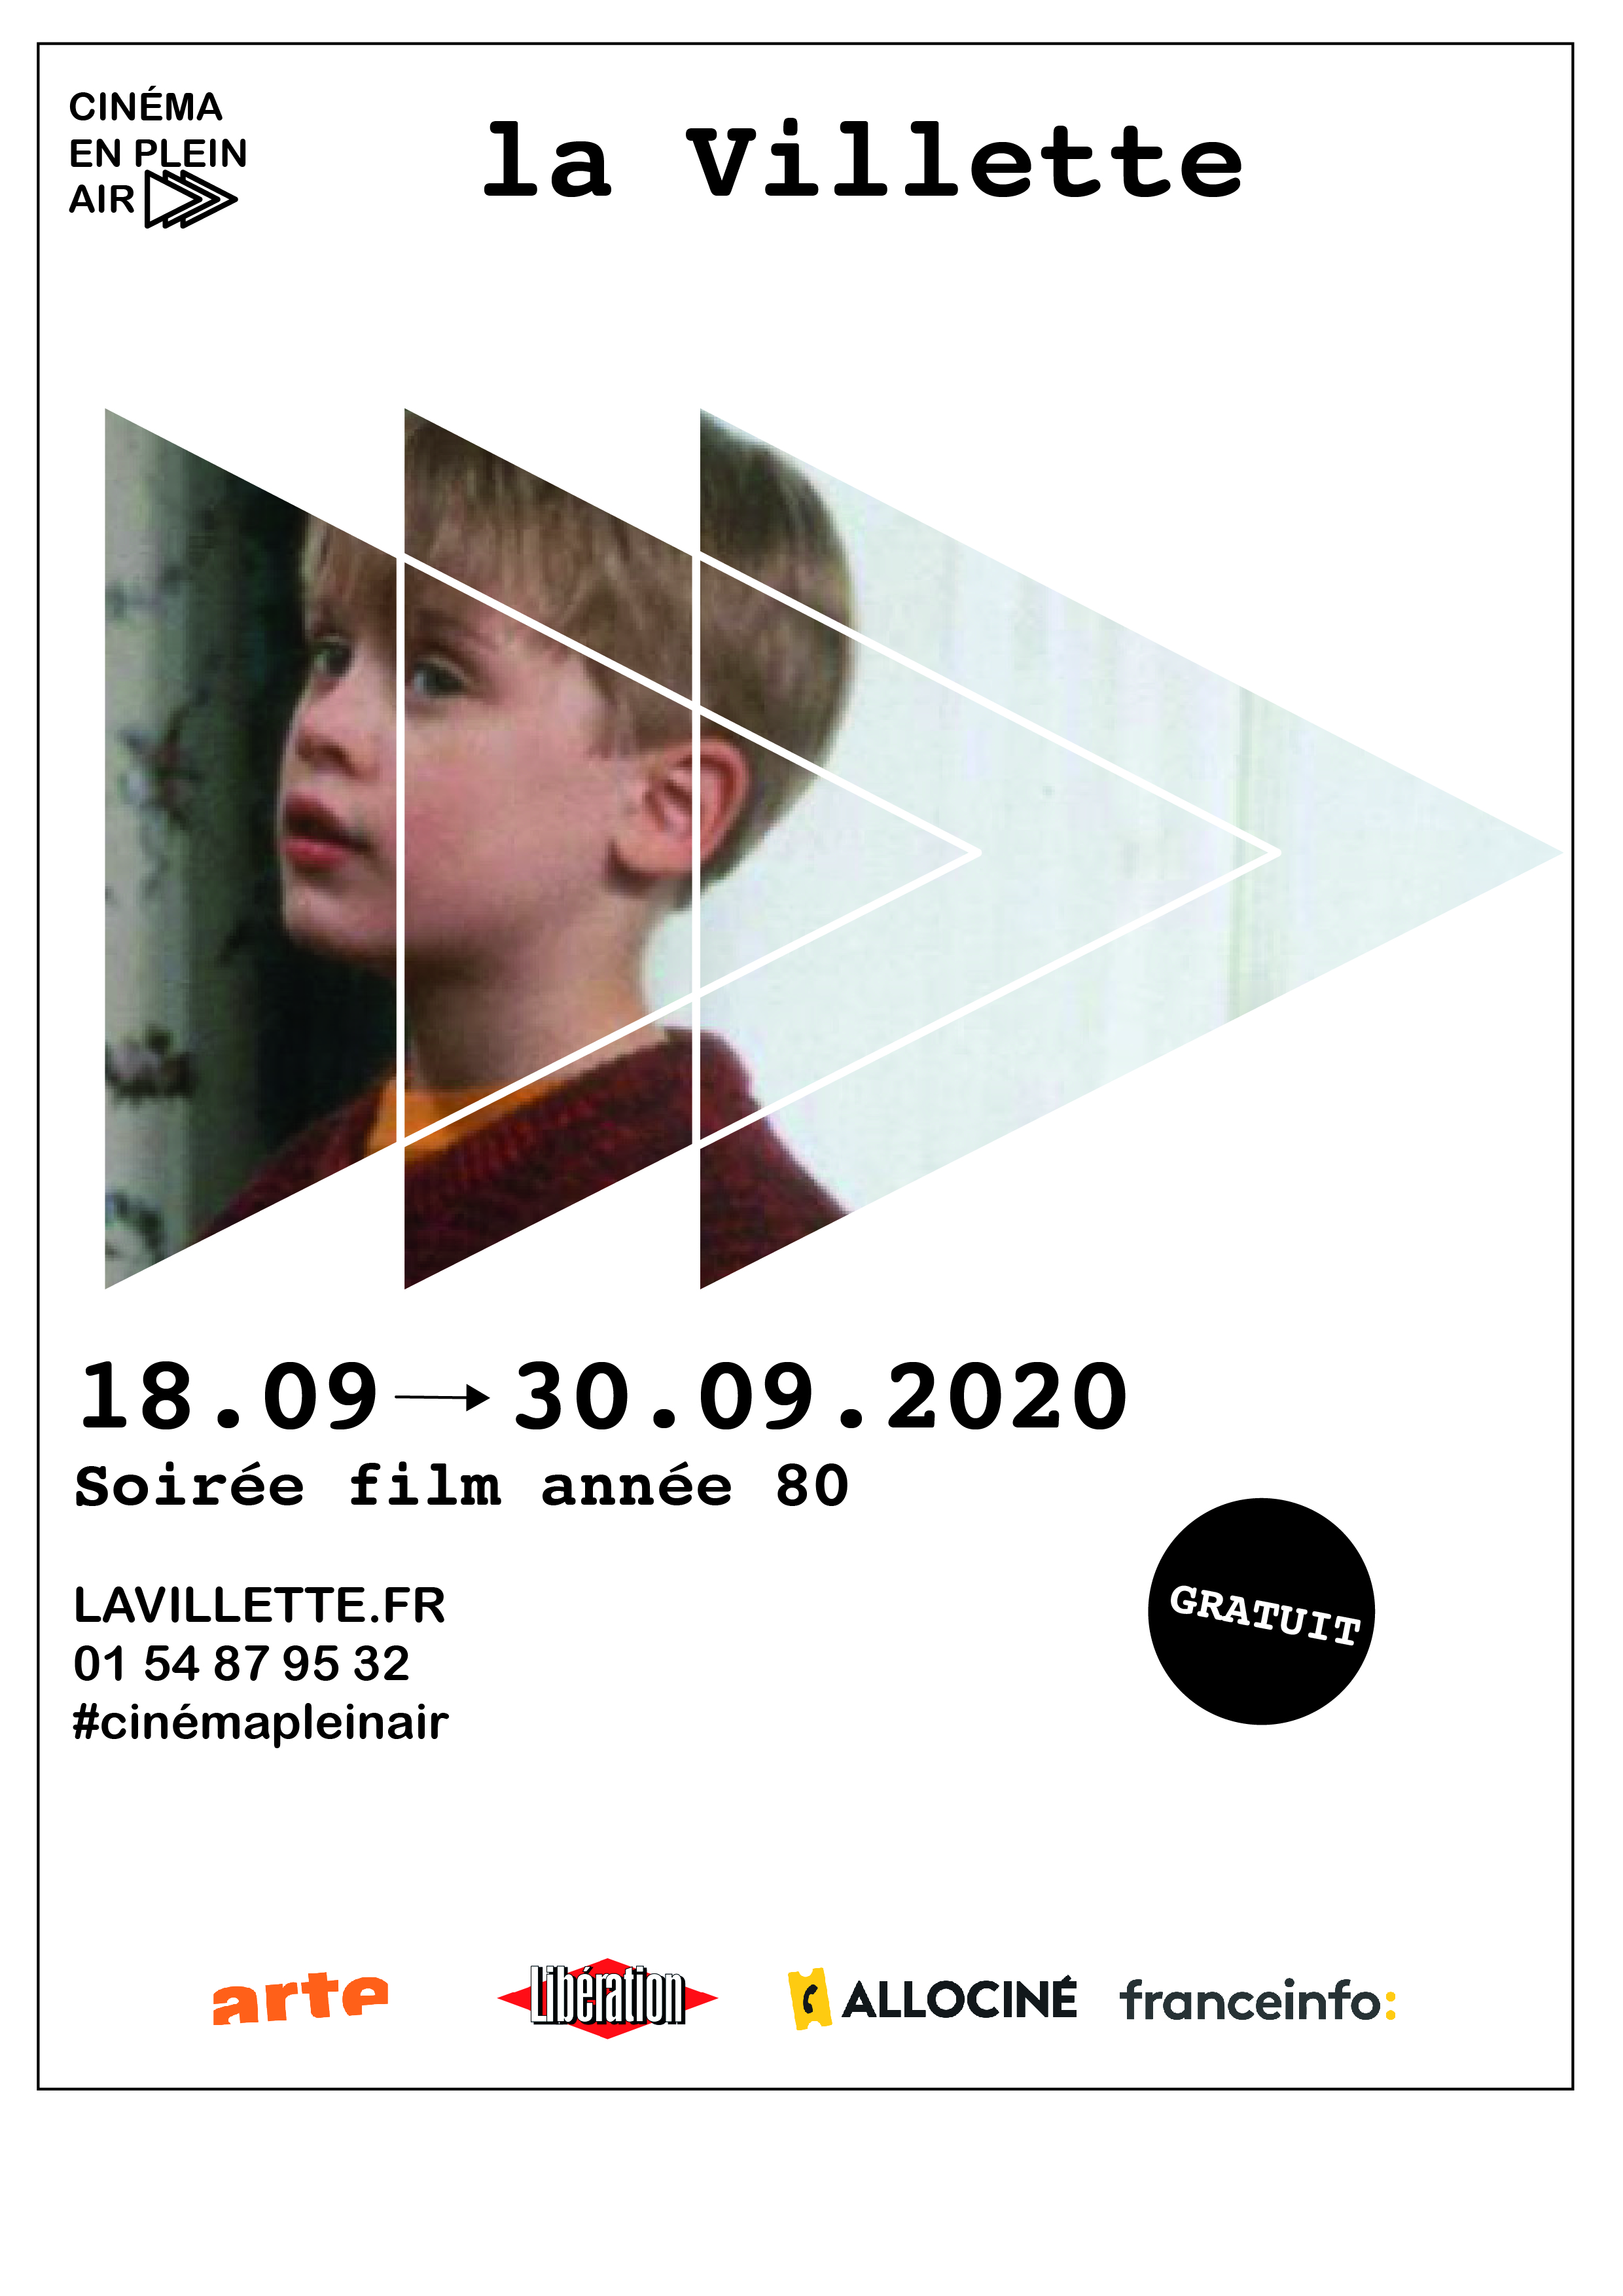 CINÉMA
EN PLEIN
AIR
la Villette
18.09 → 30.09.2020
Soirée film année 80
LAVILLETTE.FR
01 54 87 95 32
#cinémapleinair
GRATUIT
arte
Libération
ALLOCINÉ
franceinfo: